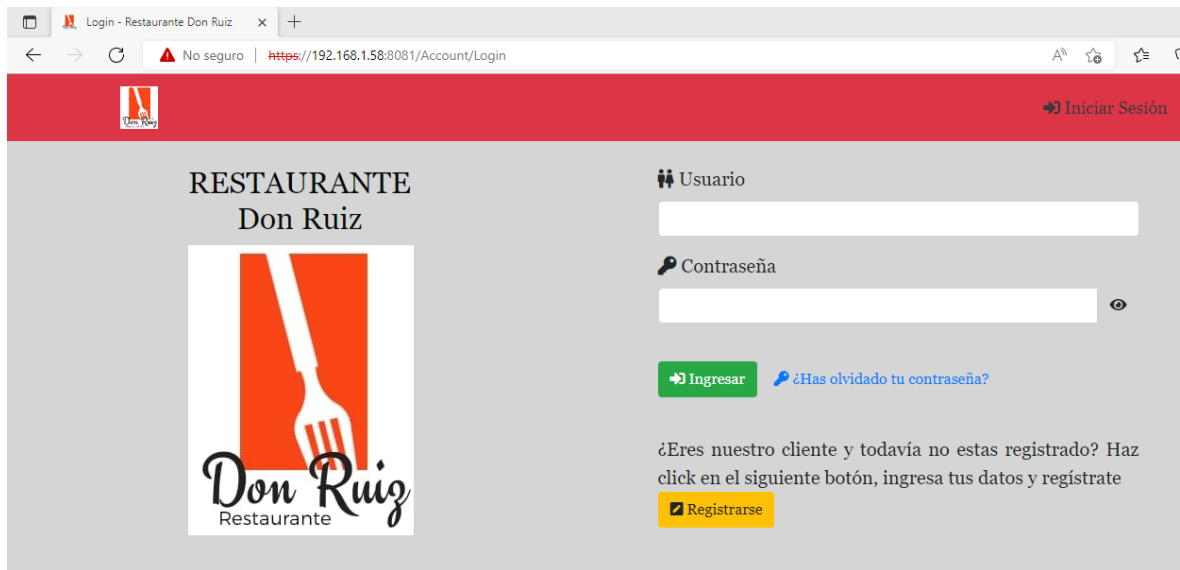 Login - Restaurante Don Ruiz
No seguro | https://192.168.1.58:8081/Account/Login
Don Ruiz
Iniciar Sesión
RESTAURANTE
Don Ruiz
Don Ruiz
Restaurante
Usuario
Contraseña
Ingresar ¿Has olvidado tu contraseña?
¿Eres nuestro cliente y todavía no estas registrado? Haz
click en el siguiente botón, ingresa tus datos y regístrate
Registrarse